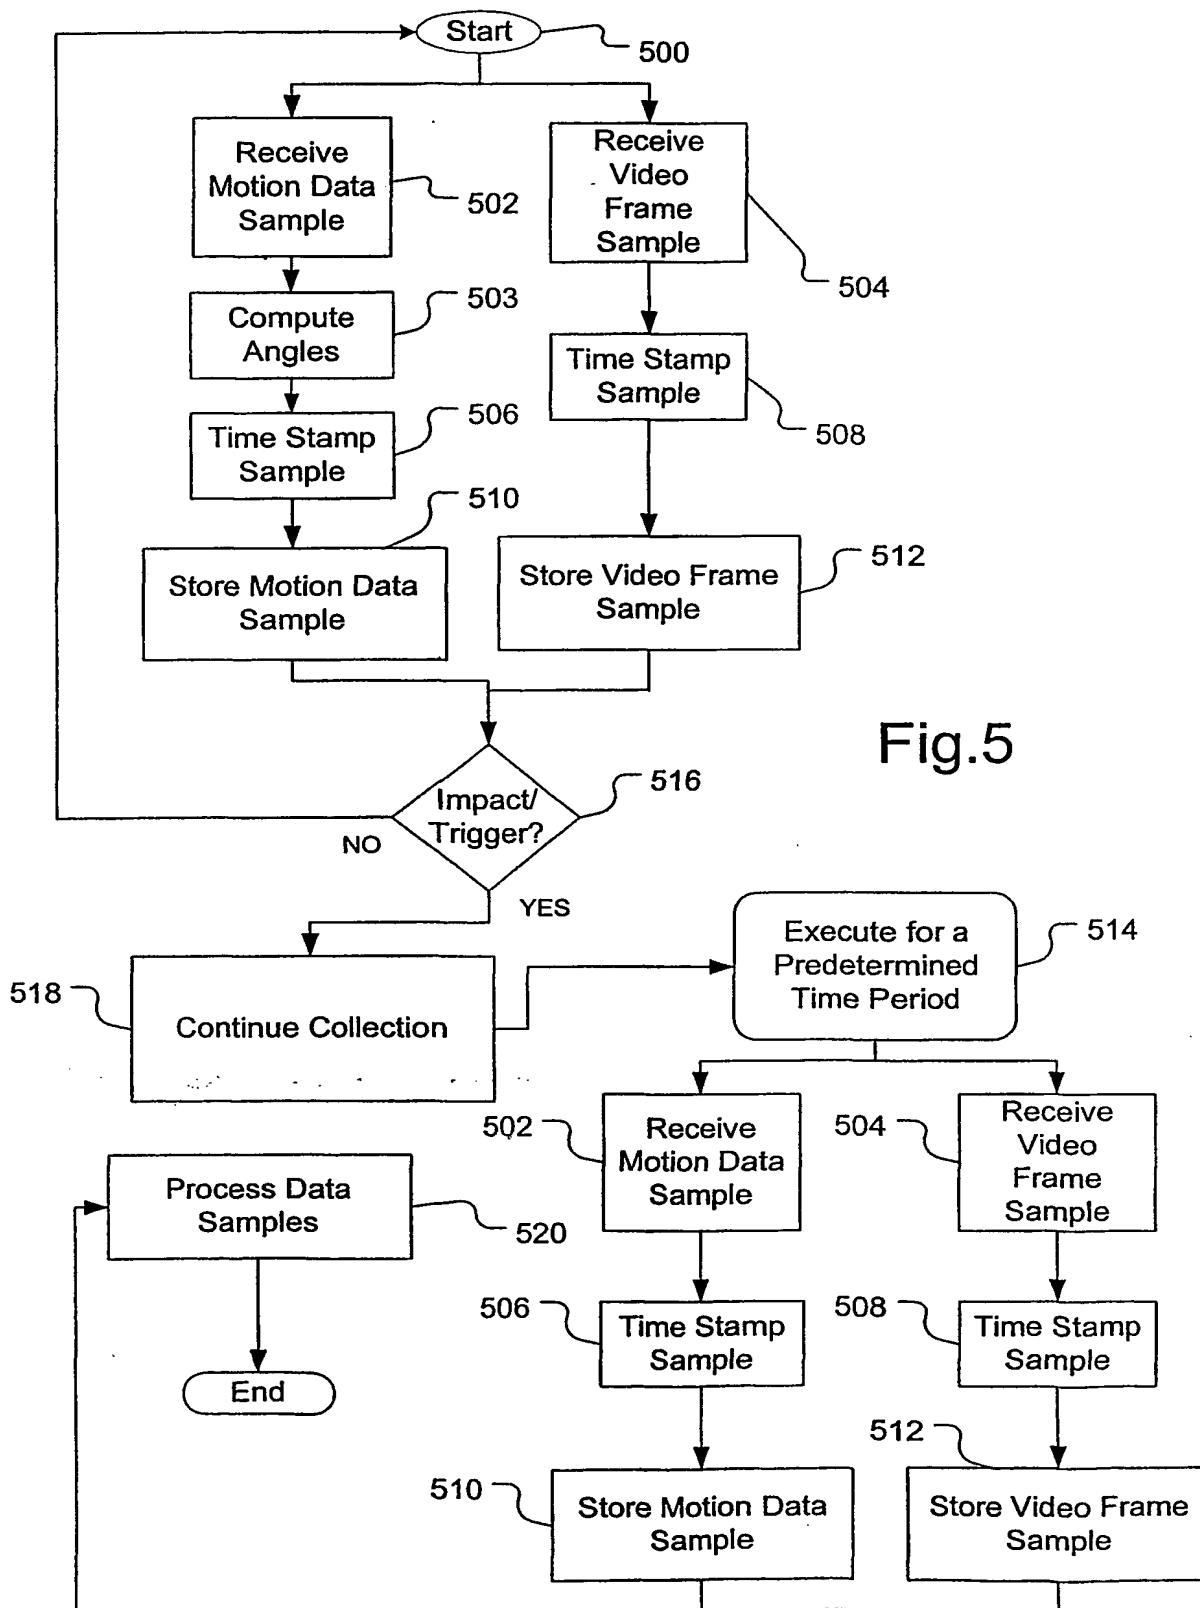 Start
500
Receive
Motion Data
Sample
502
Receive
Video
Frame
Sample
504
Compute
Angles
503
Time Stamp
Sample
508
Time Stamp
Sample
506
Store Motion Data
Sample
510
Store Video Frame
Sample
512
Fig.5
Impact/
Trigger?
516
NO
YES
Execute for a
Predetermined
Time Period
514
518
Continue Collection
502
Receive
Motion Data
Sample
504
Receive
Video
Frame
Sample
Process Data
Samples
520
506
Time Stamp
Sample
508
Time Stamp
Sample
End
510
Store Motion Data
Sample
512
Store Video Frame
Sample